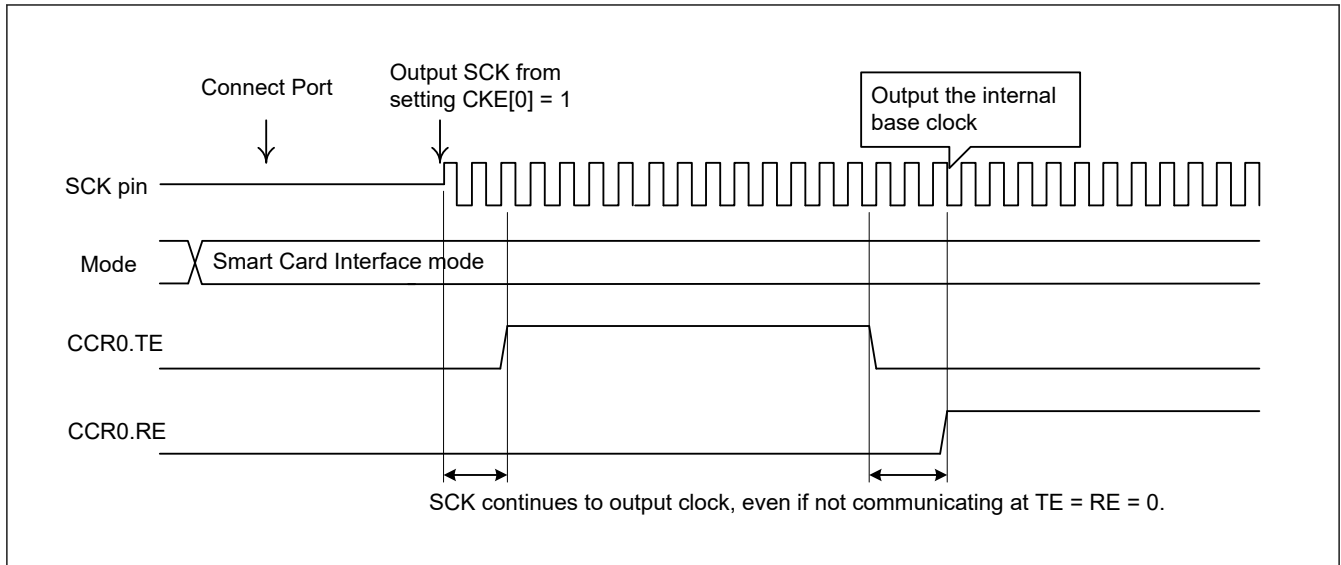 Connect Port
Output SCK from
setting CKE[0] = 1
Output the internal
base clock
SCK pin
Mode
Smart Card Interface mode
CCR0.TE
CCR0.RE
SCK continues to output clock, even if not communicating at TE = RE = 0.